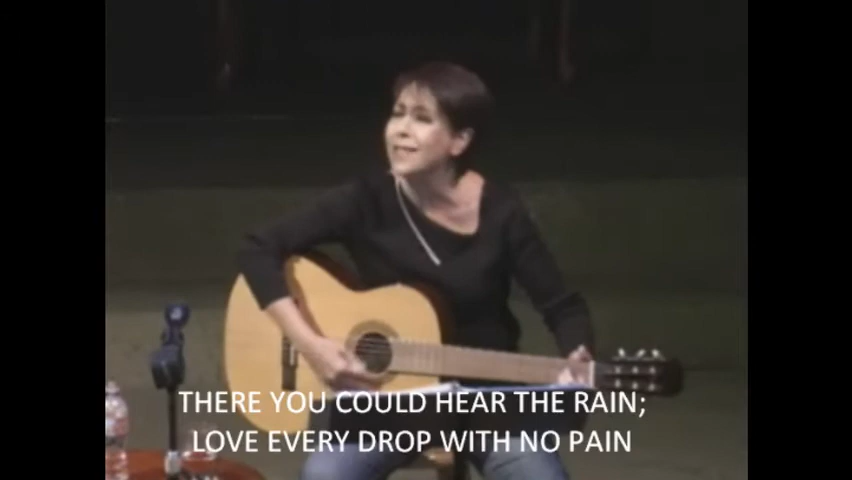 THERE YOU COULD HEAR THE RAIN;
LOVE EVERY DROP WITH NO PAIN